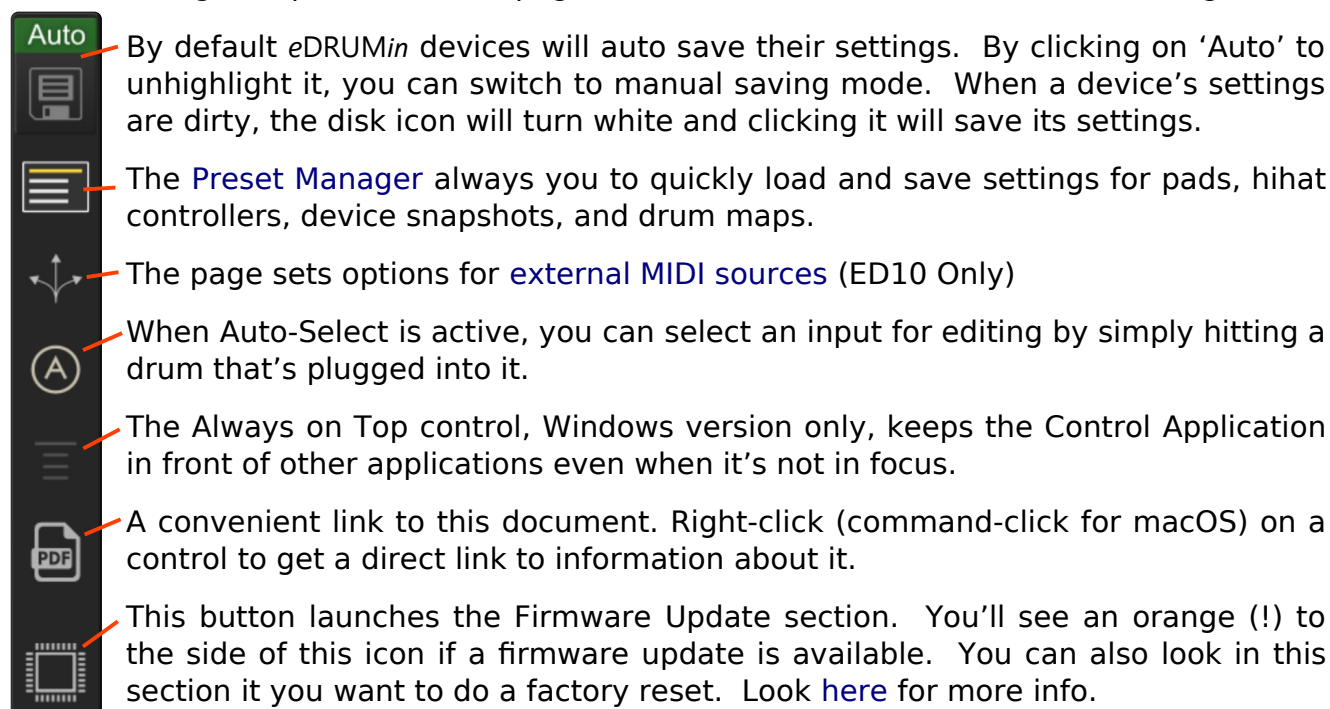 Auto
By default eDRUMin devices will auto save their settings. By clicking on ‘Auto’ to
unhighlight it, you can switch to manual saving mode. When a device’s settings
are dirty, the disk icon will turn white and clicking it will save its settings.
The Preset Manager always you to quickly load and save settings for pads, hihat
controllers, device snapshots, and drum maps.
The page sets options for external MIDI sources (ED10 Only)
When Auto-Select is active, you can select an input for editing by simply hitting a
drum that’s plugged into it.
A
The Always on Top control, Windows version only, keeps the Control Application
in front of other applications even when it’s not in focus.
A convenient link to this document. Right-click (command-click for macOS) on a
control to get a direct link to information about it.
PDF
This button launches the Firmware Update section. You’ll see an orange (!) to
the side of this icon if a firmware update is available. You can also look in this
section it you want to do a factory reset. Look here for more info.